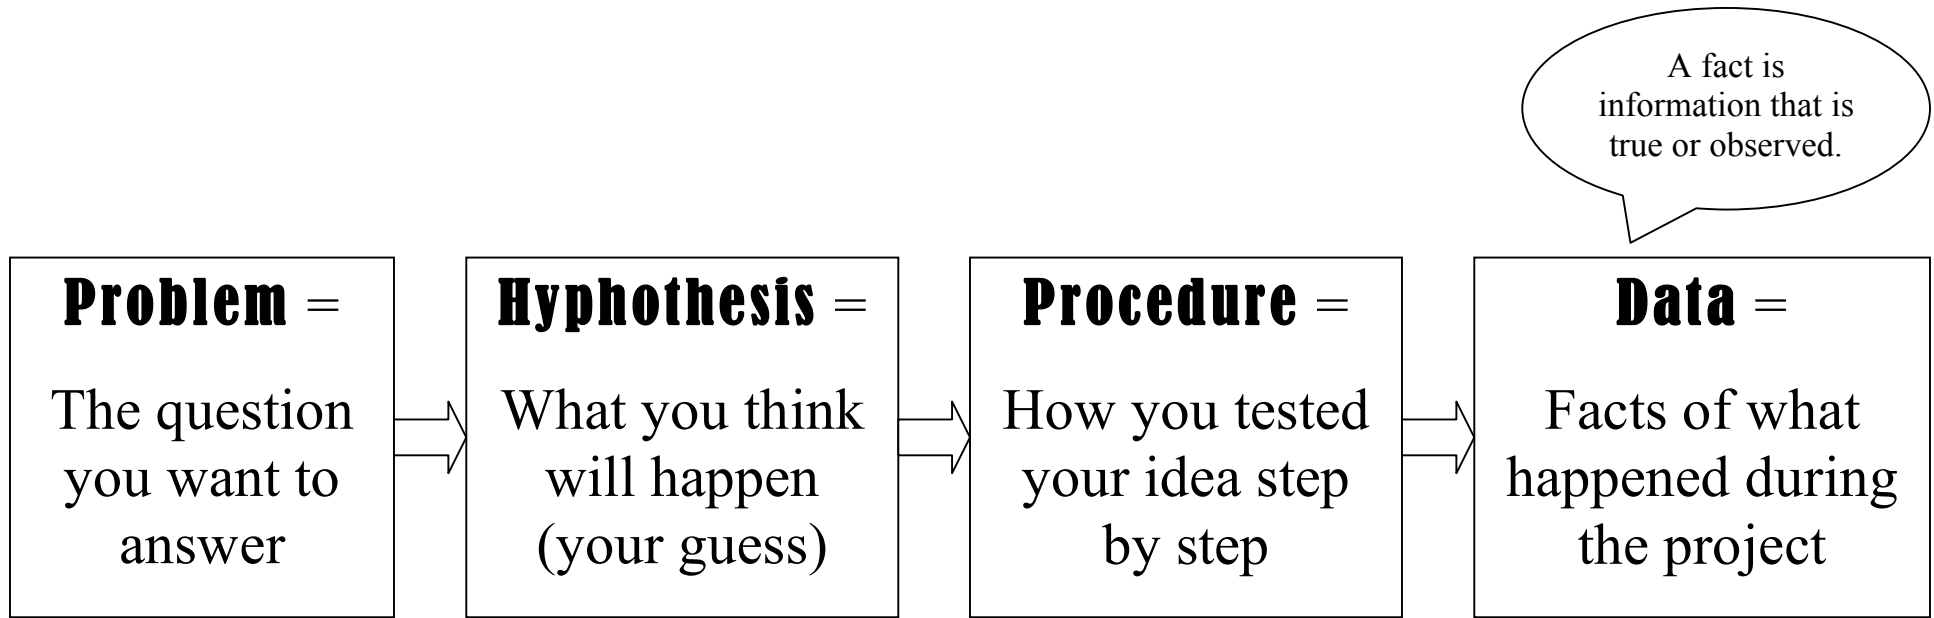 A fact is
information that is
true or observed.
Problem =
The question
you want to
answer
Hyphothesis =
What you think
will happen
(your guess)
Procedure =
How you tested
your idea step
by step
Data =
Facts of what
happened during
the project